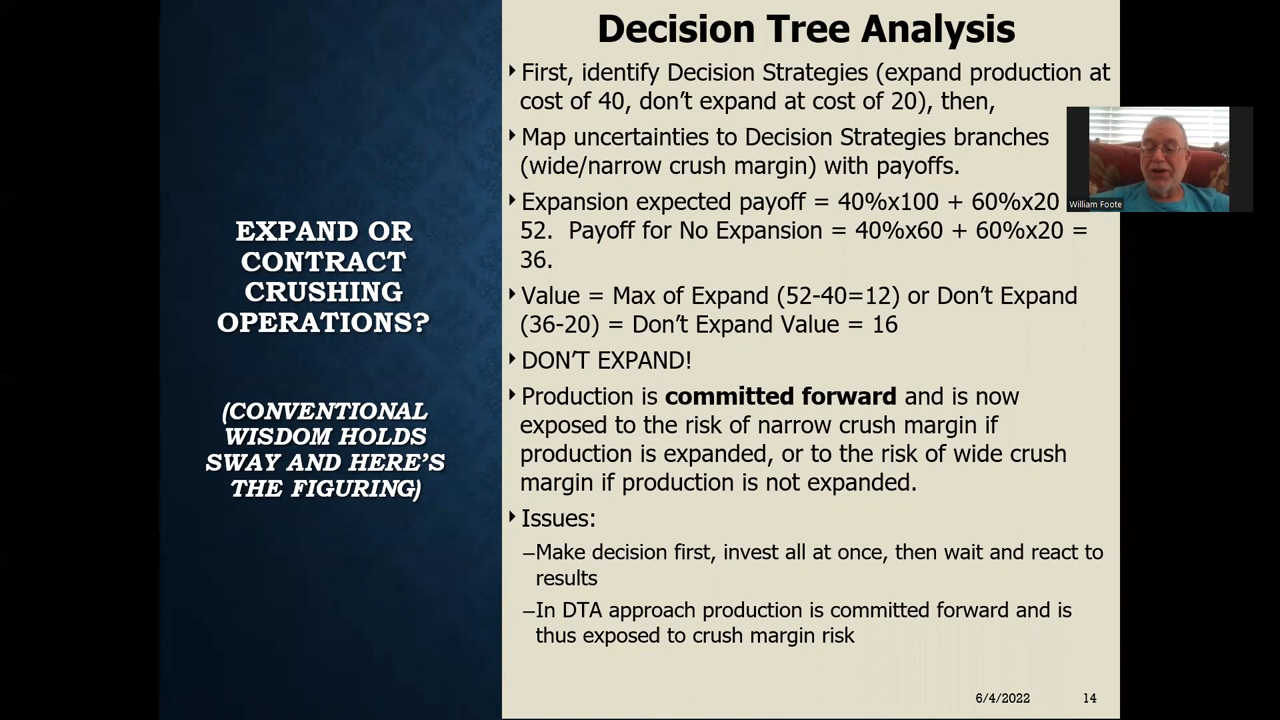 EXPAND OR
CONTRACT
CRUSHING
OPERATIONS?
(CONVENTIONAL
WISDOM HOLDS
SWAY AND HERE'S
THE FIGURING)
Decision Tree Analysis
First, identify Decision Strategies (expand production at
cost of 40, don't expand at cost of 20), then,
Map uncertainties to Decision Strategies branches
(wide/narrow crush margin) with payoffs.
Expansion expected payoff = 40%x100 + 60%x20
52. Payoff for No Expansion = 40%x60 + 60%x20 =
36.
Value = Max of Expand (52-40=12) or Don't Expand
(36-20) = Don't Expand Value = 16
DON'T EXPAND!
Production is committed forward and is now
exposed to the risk of narrow crush margin if
production is expanded, or to the risk of wide crush
margin if production is not expanded.
Issues:
–Make decision first, invest all at once, then wait and react to
results
–In DTA approach production is committed forward and is
thus exposed to crush margin risk
6/4/2022 14
William Foote